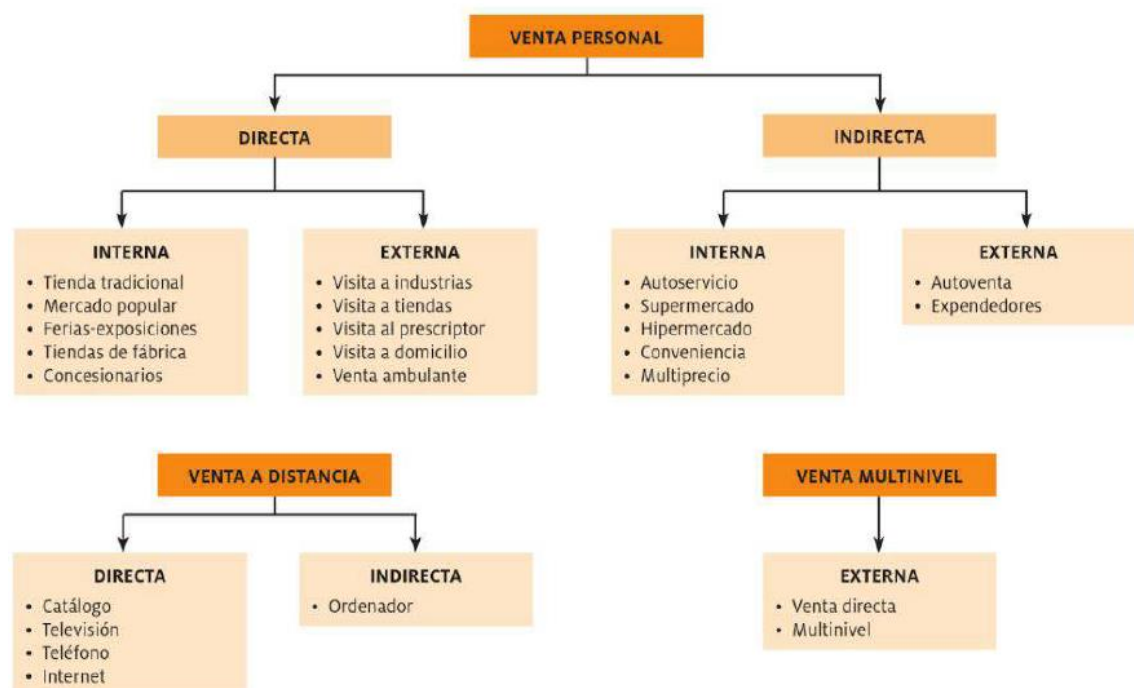 VENTA PERSONAL
DIRECTA
INDIRECTA
INTERNA
• Tienda tradicional
• Mercado popular
• Ferias-exposiciones
• Tiendas de fábrica
• Concesionarios
EXTERNA
• Visita a industrias
• Visita a tiendas
• Visita al prescriptor
• Visita a domicilio
• Venta ambulante
INTERNA
• Autoservicio
• Supermercado
• Hipermercado
• Conveniencia
• Multiprecio
EXTERNA
• Autoventa
• Expendedores
VENTA A DISTANCIA
DIRECTA
• Catálogo
• Televisión
• Teléfono
• Internet
INDIRECTA
• Ordenador
VENTA MULTINIVEL
EXTERNA
• Venta directa
• Multinivel